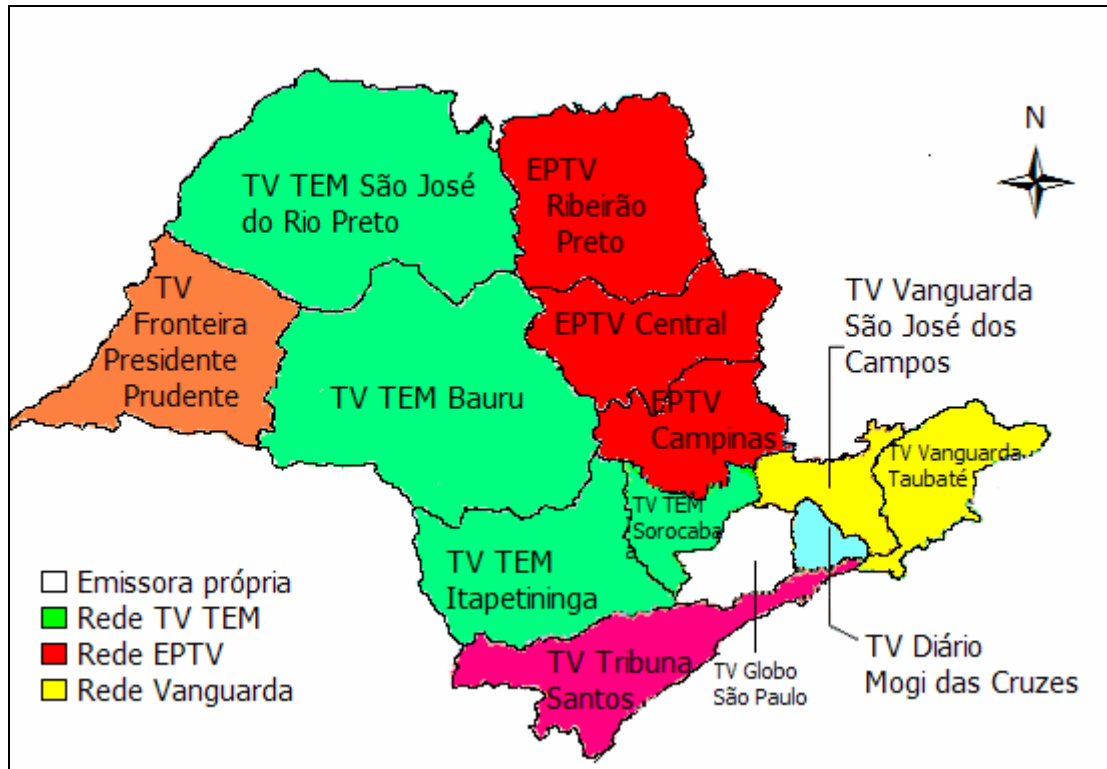 N
TV TEM São José
do Rio Preto
EPTV
Ribeirão
Preto
TV
Fronteira
Presidente
Prudente
EPTV Central
TV Vanguarda
São José dos
Campos
TV TEM Bauru
EPTV
Campinas
TV Vanguarda
Taubaté
TV TEM
Sorocaba
TV TEM
Itapetininga
Emissora própria
Rede TV TEM
Rede EPTV
Rede Vanguarda
TV Tribuna
Santos
TV Globo
São Paulo
TV Diário
Mogi das Cruzes